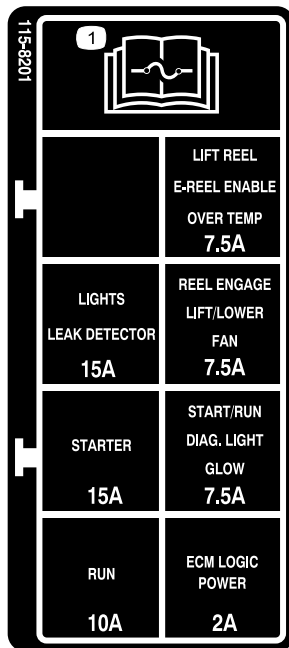 115-8201
1
LIFT REEL
E-REEL ENABLE
OVER TEMP
7.5A
LIGHTS
LEAK DETECTOR
15A
REEL ENGAGE
LIFT/LOWER
FAN
7.5A
STARTER
15A
START/RUN
DIAG. LIGHT
GLOW
7.5A
RUN
10A
ECM LOGIC
POWER
2A